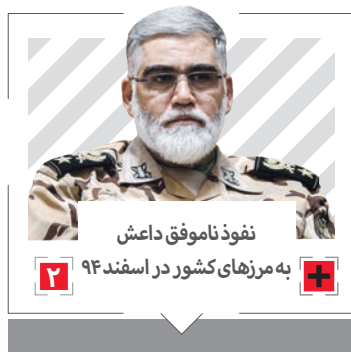 نفوذ ناموفق داعش
به مرزهای کشور در اسفند ۹۴
۲